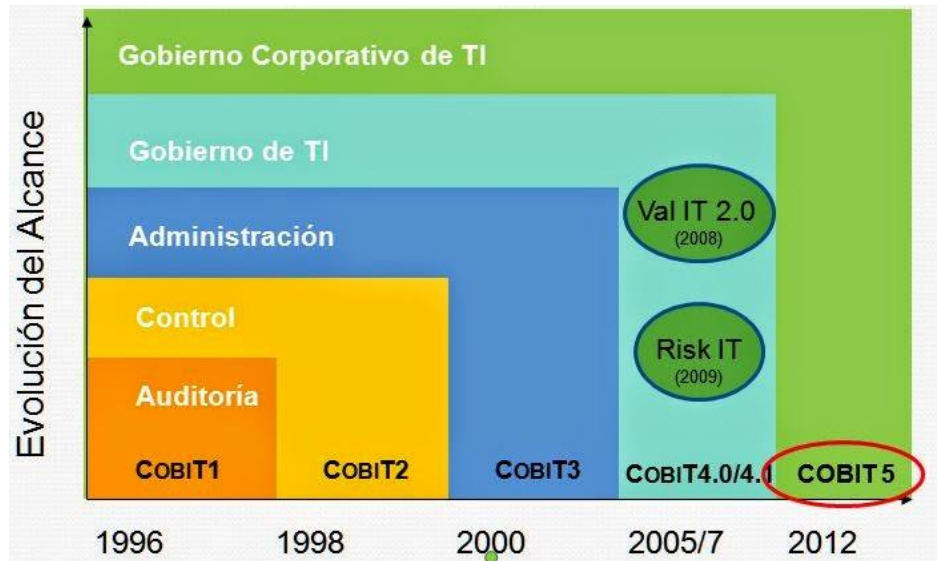 Evolución del Alcance
Gobierno Corporativo de TI
Gobierno de TI
Administración
Control
Auditoría
Val IT 2.0
(2008)
Risk IT
(2009)
COBIT1
COBIT2
COBIT3
COBIT4.0/4.1
COBIT 5
1996
1998
2000
2005/7
2012